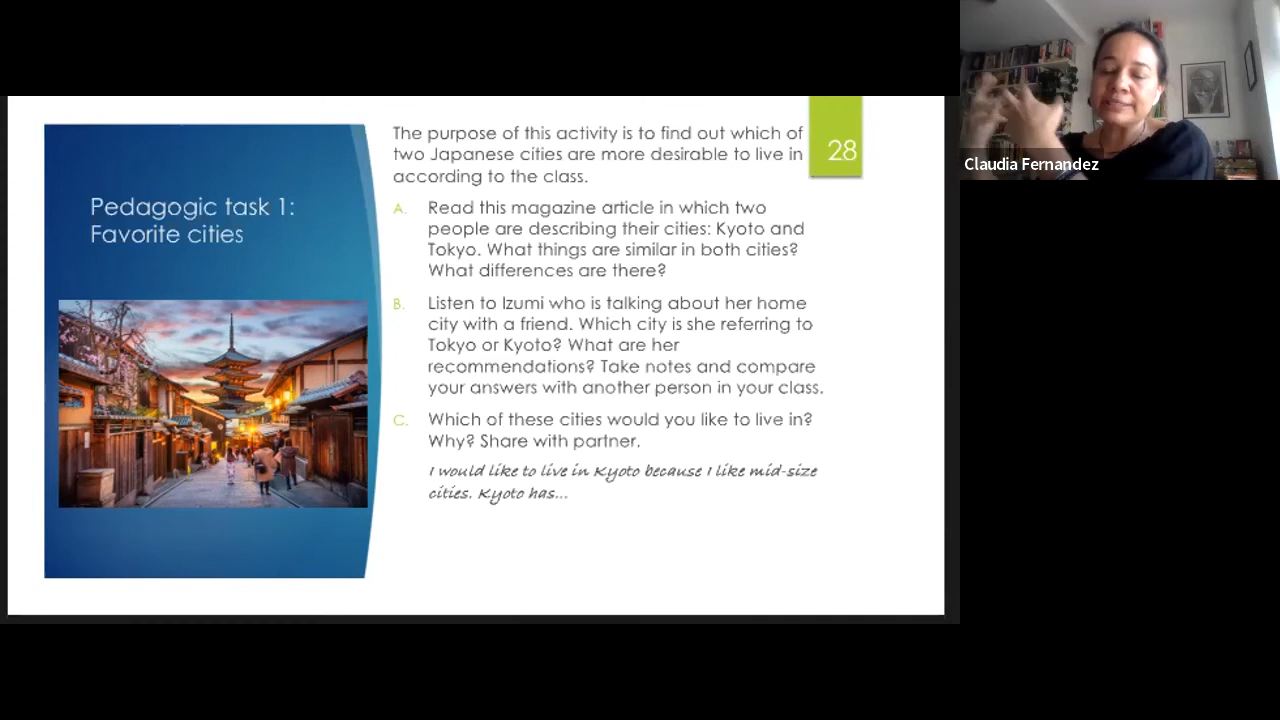 Pedagogic task 1:
Favorite cities
The purpose of this activity is to find out which of
two Japanese cities are more desirable to live in
according to the class.
28
A. Read this magazine article in which two
people are describing their cities: Kyoto and
Tokyo. What things are similar in both cities?
What differences are there?
B. Listen to Izumi who is talking about her home
city with a friend. Which city is she referring to
Tokyo or Kyoto? What are her
recommendations? Take notes and compare
your answers with another person in your class.
C. Which of these cities would you like to live in?
Why? Share with partner.
I would like to live in Kyoto because I like mid-size
cities. Kyoto has...
Claudia Fernandez